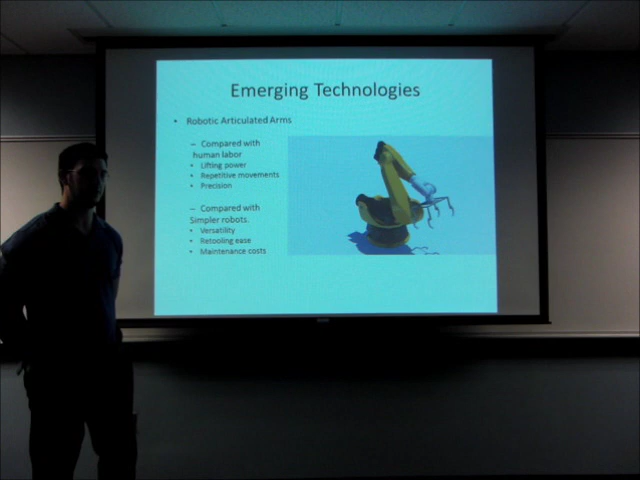 Emerging Technologies
• Robotic Articulated Arms
– Compared with
human labor
• Lifting power
• Repetitive movements
• Precision
– Compared with
Simpler robots.
• Versatility
• Retooling ease
• Maintenance costs